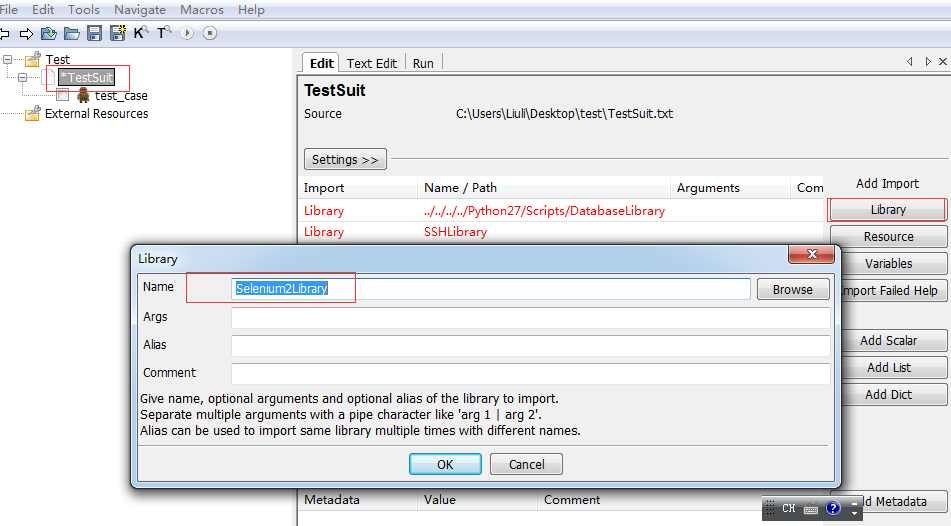 File Edit Tools Navigate Macros Help
K T
Test
*TestSuit
test_case
External Resources
Edit Text Edit Run
TestSuit
Source C:\Users\Liuli\Desktop\test\TestSuit.txt
Settings >>
Import Name / Path Arguments Com
Add Import
Library ../../../../Python27/Scripts/DatabaseLibrary
Library
Library SSHLibrary
Resource
Variables
Import Failed Help
Add Scalar
Add List
Add Dict
Library
Name Selenium2Library Browse
Args
Alias
Comment
Give name, optional arguments and optional alias of the library to import.
Separate multiple arguments with a pipe character like 'arg 1 | arg 2'.
Alias can be used to import same library multiple times with different names.
OK Cancel
Metadata Value Comment
d Metadata
CH ?